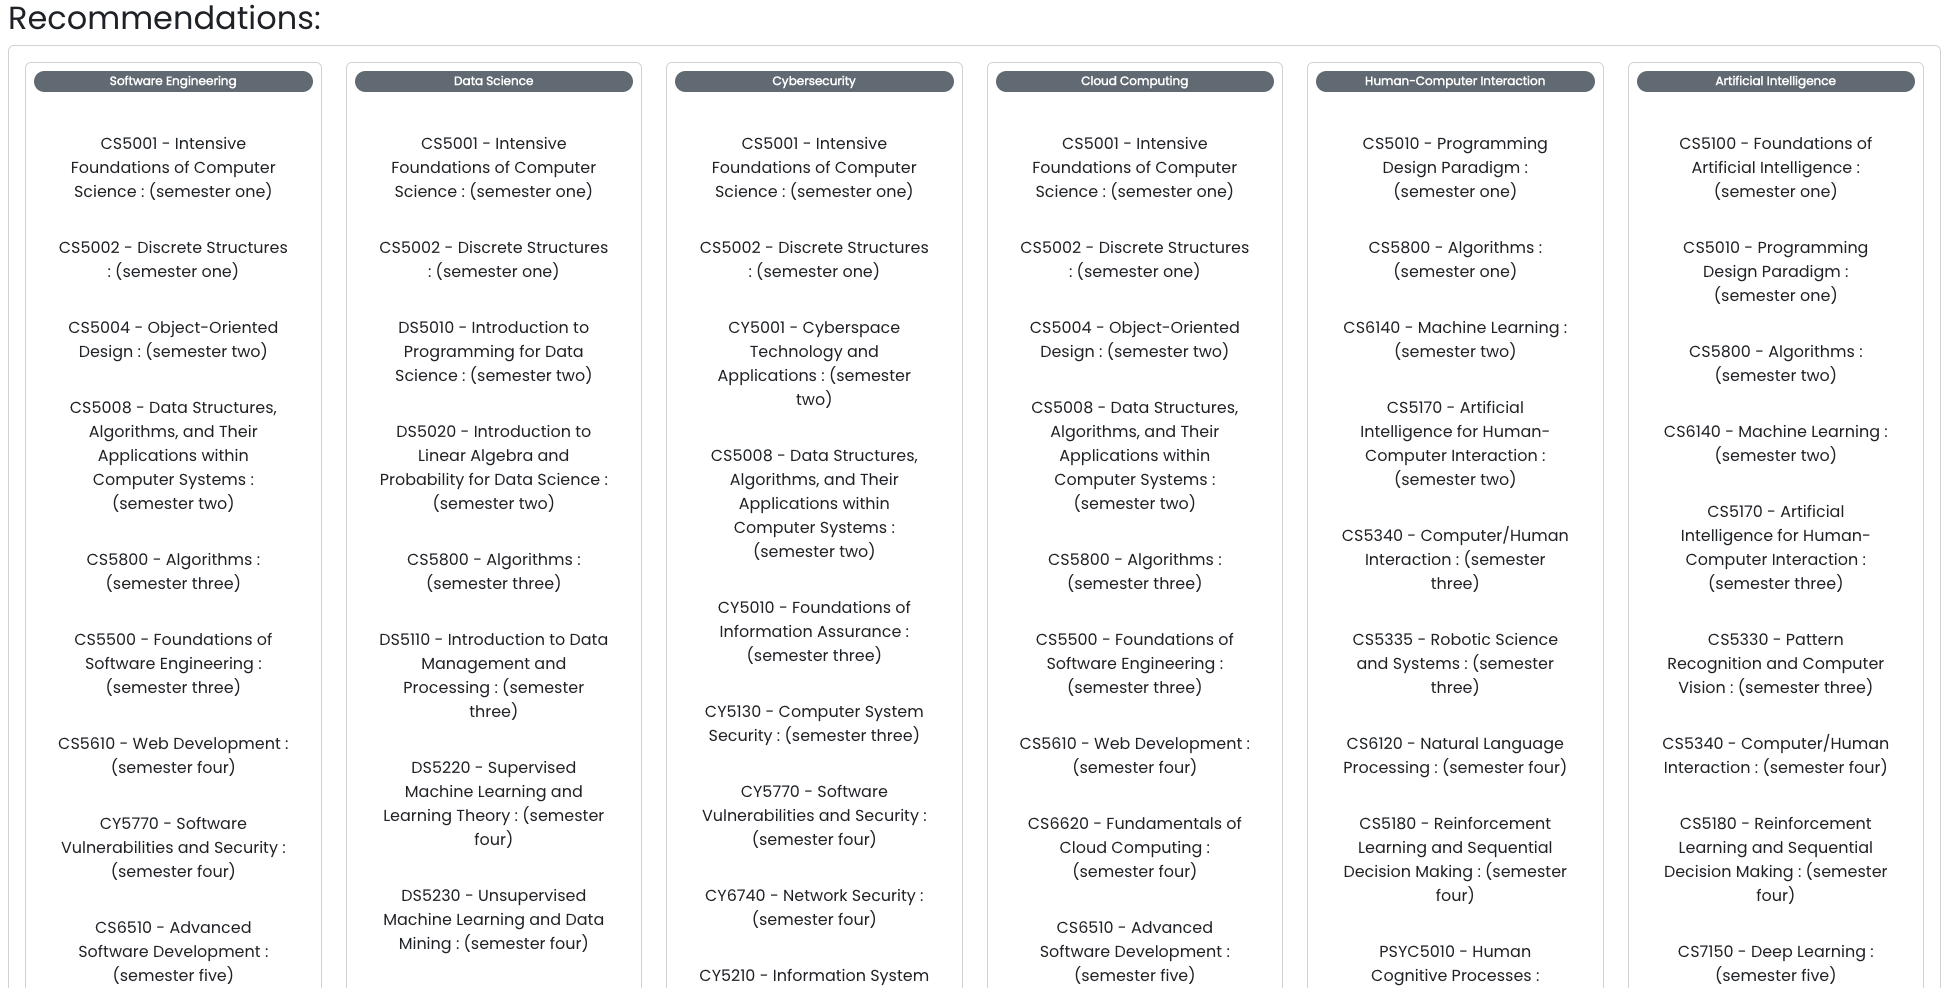 Recommendations:
Software Engineering
CS5001 - Intensive
Foundations of Computer
Science : (semester one)
CS5002 - Discrete Structures
: (semester one)
CS5004 - Object-Oriented
Design : (semester two)
CS5008 - Data Structures,
Algorithms, and Their
Applications within
Computer Systems :
(semester two)
CS5800 - Algorithms :
(semester three)
CS5500 - Foundations of
Software Engineering :
(semester three)
CS5610 - Web Development :
(semester four)
CY5770 - Software
Vulnerabilities and Security :
(semester four)
CS6510 - Advanced
Software Development :
(semester five)
Data Science
CS5001 - Intensive
Foundations of Computer
Science : (semester one)
CS5002 - Discrete Structures
: (semester one)
DS5010 - Introduction to
Programming for Data
Science : (semester two)
DS5020 - Introduction to
Linear Algebra and
Probability for Data Science :
(semester two)
CS5800 - Algorithms :
(semester three)
DS5110 - Introduction to Data
Management and
Processing : (semester
three)
DS5220 - Supervised
Machine Learning and
Learning Theory : (semester
four)
DS5230 - Unsupervised
Machine Learning and Data
Mining : (semester four)
Cybersecurity
CS5001 - Intensive
Foundations of Computer
Science : (semester one)
CS5002 - Discrete Structures
: (semester one)
CY5001 - Cyberspace
Technology and
Applications : (semester
two)
CS5008 - Data Structures,
Algorithms, and Their
Applications within
Computer Systems :
(semester two)
CY5010 - Foundations of
Information Assurance :
(semester three)
CY5130 - Computer System
Security : (semester three)
CY5770 - Software
Vulnerabilities and Security :
(semester four)
CY6740 - Network Security :
(semester four)
CY5210 - Information System
Cloud Computing
CS5001 - Intensive
Foundations of Computer
Science : (semester one)
CS5002 - Discrete Structures
: (semester one)
CS5004 - Object-Oriented
Design : (semester two)
CS5008 - Data Structures,
Algorithms, and Their
Applications within
Computer Systems :
(semester two)
CS5800 - Algorithms :
(semester three)
CS5500 - Foundations of
Software Engineering :
(semester three)
CS5610 - Web Development :
(semester four)
CS6620 - Fundamentals of
Cloud Computing :
(semester four)
CS6510 - Advanced
Software Development :
(semester five)
Human-Computer Interaction
CS5010 - Programming
Design Paradigm :
(semester one)
CS5800 - Algorithms :
(semester one)
CS6140 - Machine Learning :
(semester two)
CS5170 - Artificial
Intelligence for Human-
Computer Interaction :
(semester two)
CS5340 - Computer/Human
Interaction : (semester
three)
CS5335 - Robotic Science
and Systems : (semester
three)
CS6120 - Natural Language
Processing : (semester four)
CS5180 - Reinforcement
Learning and Sequential
Decision Making : (semester
four)
PSYC5010 - Human
Cognitive Processes :
Artificial Intelligence
CS5100 - Foundations of
Artificial Intelligence :
(semester one)
CS5010 - Programming
Design Paradigm :
(semester one)
CS5800 - Algorithms :
(semester two)
CS6140 - Machine Learning :
(semester two)
CS5170 - Artificial
Intelligence for Human-
Computer Interaction :
(semester three)
CS5330 - Pattern
Recognition and Computer
Vision : (semester three)
CS5340 - Computer/Human
Interaction : (semester four)
CS5180 - Reinforcement
Learning and Sequential
Decision Making : (semester
four)
CS7150 - Deep Learning :
(semester five)